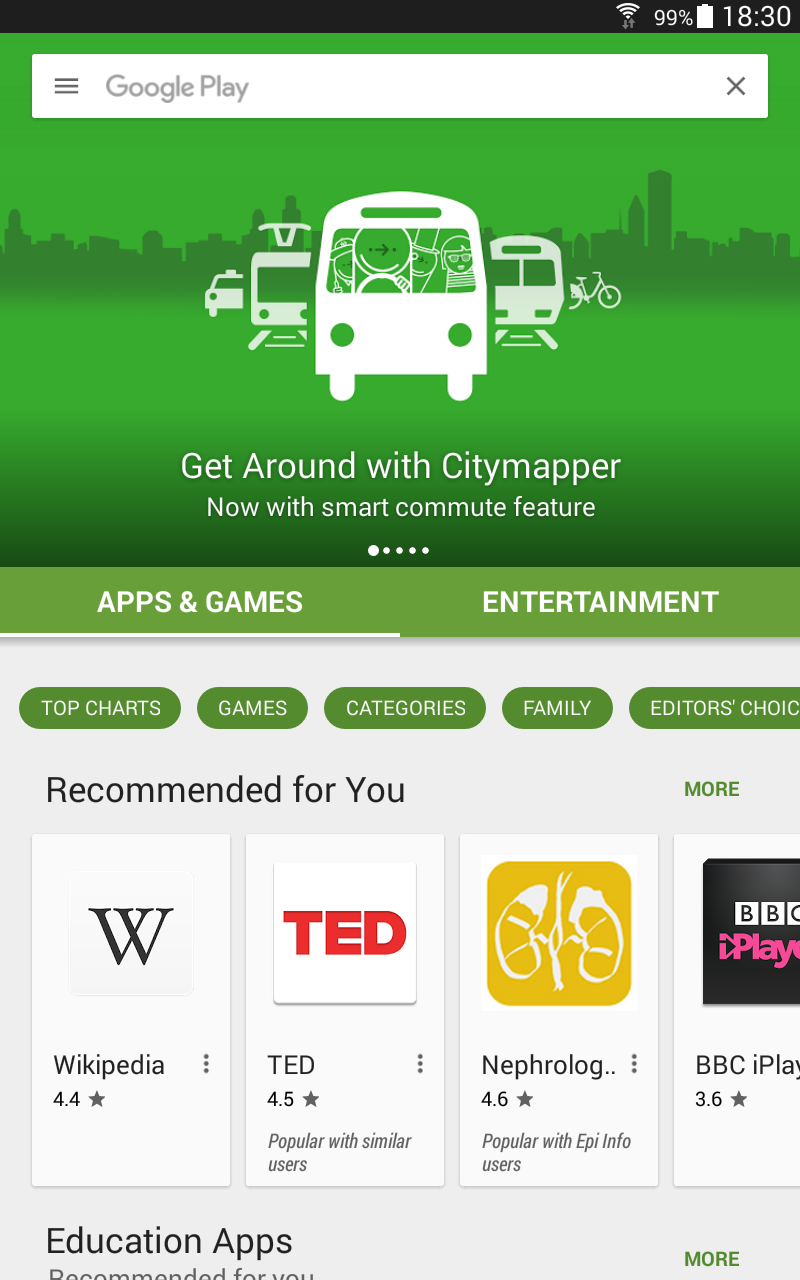 99% 18:30
Google Play
Get Around with Citymapper
Now with smart commute feature
APPS & GAMES ENTERTAINMENT
TOP CHARTS GAMES CATEGORIES FAMILY EDITORS' CHOIC
Recommended for You MORE
W TED BBC iPlaye
Wikipedia TED Nephrolog.. BBC iPlay
4.4 4.5 4.6 3.6
Popular with similar users
Popular with Epi Info users
Education Apps MORE
Recommended for you